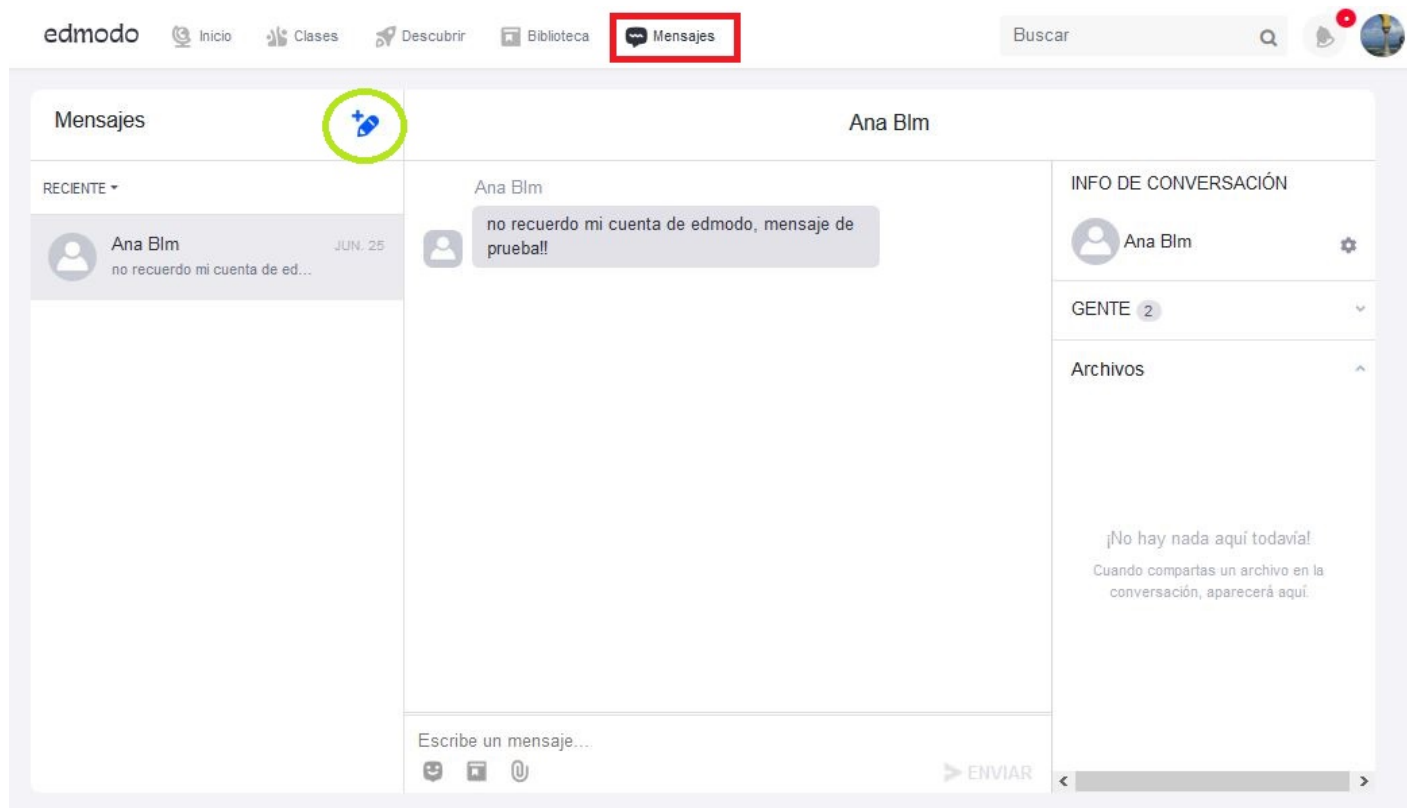 edmodo Inicio Clases Descubrir Biblioteca Mensajes Buscar
Mensajes
Ana Blm
RECIENTE
Ana Blm JUN. 25
no recuerdo mi cuenta de ed...
Ana Blm
no recuerdo mi cuenta de edmodo, mensaje de
prueba!!
INFO DE CONVERSACIÓN
Ana Blm
GENTE 2
Archivos
¡No hay nada aquí todavía!
Cuando compartas un archivo en la
conversación, aparecerá aquí.
Escribe un mensaje...
ENVIAR